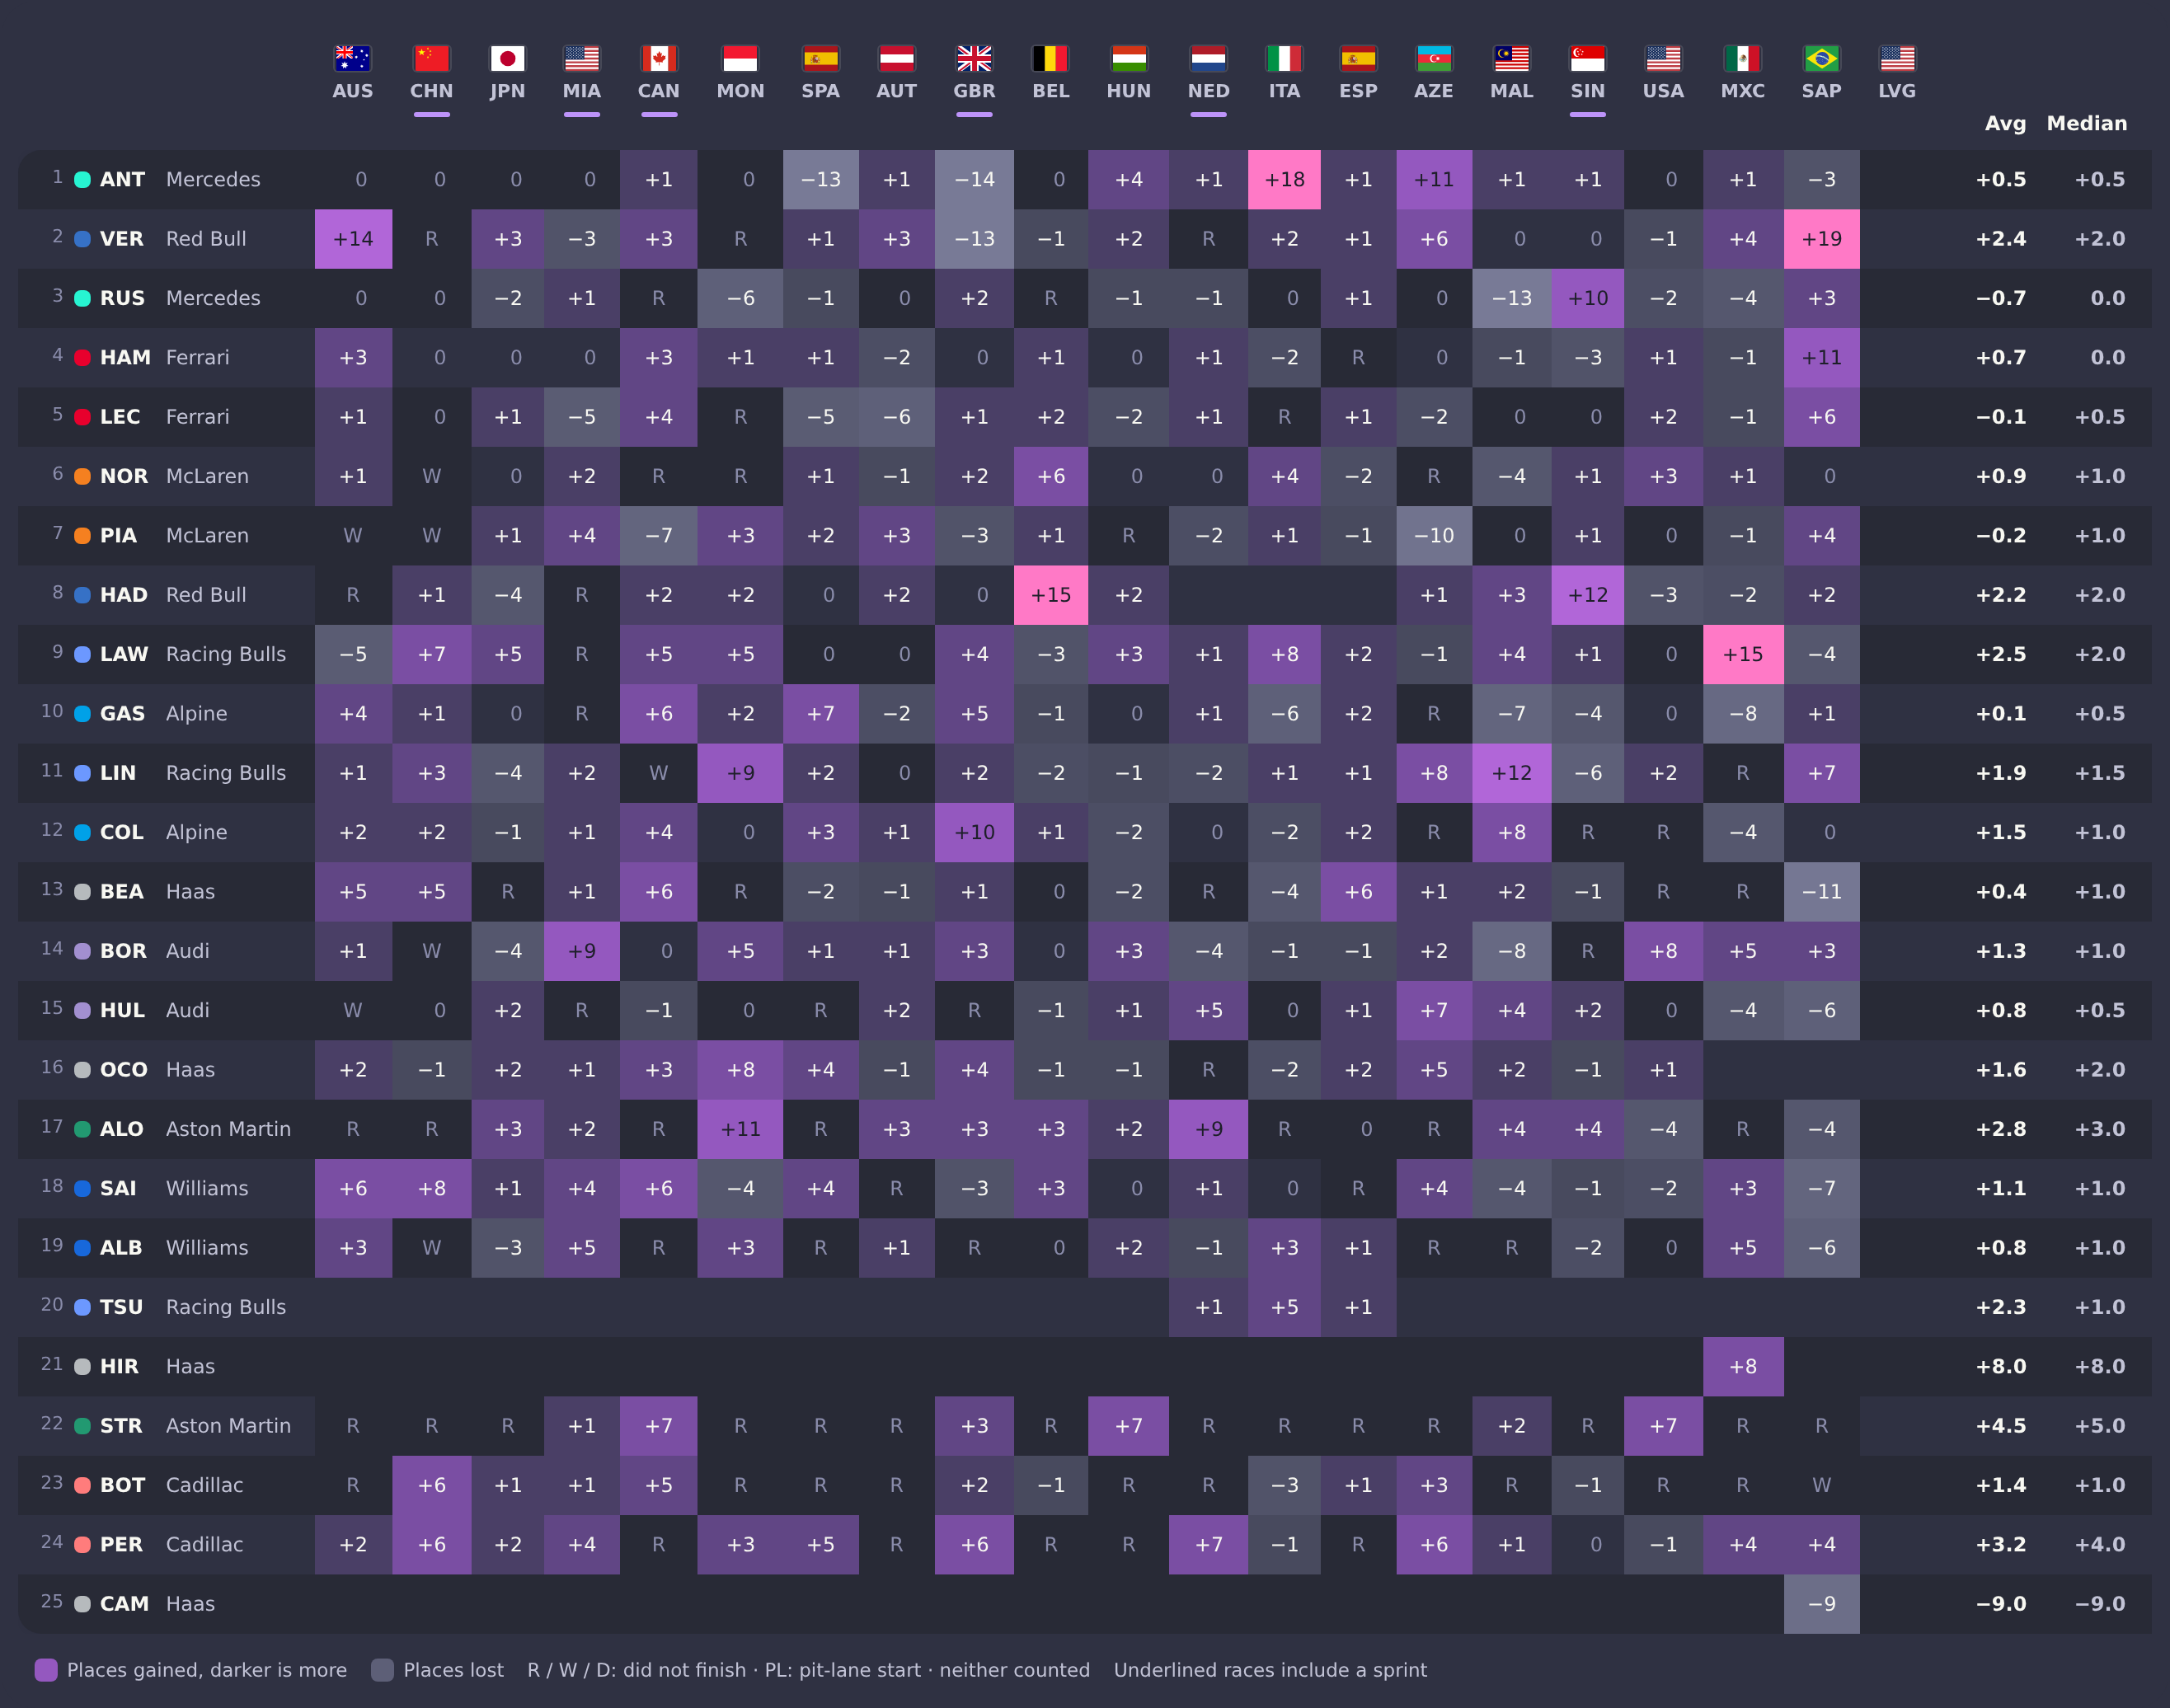 AUS CHN JPN MIA CAN MON SPA AUT GBR BEL HUN NED ITA ESP AZE MAL SIN USA MXC SAP LVG
Avg Median
1 ANT Mercedes 0 0 0 0 +1 0 −13 +1 −14 0 +4 +1 +18 +1 +11 +1 +1 0 +1 −3 +0.5 +0.5
2 VER Red Bull +14 R +3 −3 +3 R +1 +3 −13 −1 +2 R +2 +1 +6 0 0 −1 +4 +19 +2.4 +2.0
3 RUS Mercedes 0 0 −2 +1 R −6 −1 0 +2 R −1 −1 0 +1 0 −13 +10 −2 −4 +3 −0.7 0.0
4 HAM Ferrari +3 0 0 0 +3 +1 +1 −2 0 +1 0 +1 −2 R 0 −1 −3 +1 −1 +11 +0.7 0.0
5 LEC Ferrari +1 0 +1 −5 +4 R −5 −6 +1 +2 −2 +1 R +1 −2 0 0 +2 −1 +6 −0.1 +0.5
6 NOR McLaren +1 W 0 +2 R R +1 −1 +2 +6 0 0 +4 −2 R −4 +1 +3 +1 0 +0.9 +1.0
7 PIA McLaren W W +1 +4 −7 +3 +2 +3 −3 +1 R −2 +1 −1 −10 0 +1 0 −1 +4 −0.2 +1.0
8 HAD Red Bull R +1 −4 R +2 +2 0 +2 0 +15 +2 +1 +3 +12 −3 −2 +2 +2.2 +2.0
9 LAW Racing Bulls −5 +7 +5 R +5 +5 0 0 +4 −3 +3 +1 +8 +2 −1 +4 +1 0 +15 −4 +2.5 +2.0
10 GAS Alpine +4 +1 0 R +6 +2 +7 −2 +5 −1 0 +1 −6 +2 R −7 −4 0 −8 +1 +0.1 +0.5
11 LIN Racing Bulls +1 +3 −4 +2 W +9 +2 0 +2 −2 −1 −2 +1 +1 +8 +12 −6 +2 R +7 +1.9 +1.5
12 COL Alpine +2 +2 −1 +1 +4 0 +3 +1 +10 +1 −2 0 −2 +2 R +8 R R −4 0 +1.5 +1.0
13 BEA Haas +5 +5 R +1 +6 R −2 −1 +1 0 −2 R −4 +6 +1 +2 −1 R R −11 +0.4 +1.0
14 BOR Audi +1 W −4 +9 0 +5 +1 +1 +3 0 +3 −4 −1 −1 +2 −8 R +8 +5 +3 +1.3 +1.0
15 HUL Audi W 0 +2 R −1 0 R +2 R −1 +1 +5 0 +1 +7 +4 +2 0 −4 −6 +0.8 +0.5
16 OCO Haas +2 −1 +2 +1 +3 +8 +4 −1 +4 −1 −1 R −2 +2 +5 +2 −1 +1 +1.6 +2.0
17 ALO Aston Martin R R +3 +2 R +11 R +3 +3 +3 +2 +9 R 0 R +4 +4 −4 R −4 +2.8 +3.0
18 SAI Williams +6 +8 +1 +4 +6 −4 +4 R −3 +3 0 +1 0 R +4 −4 −1 −2 +3 −7 +1.1 +1.0
19 ALB Williams +3 W −3 +5 R +3 R +1 R 0 +2 −1 +3 +1 R R −2 0 +5 −6 +0.8 +1.0
20 TSU Racing Bulls +1 +5 +1 +2.3 +1.0
21 HIR Haas +8 +8.0 +8.0
22 STR Aston Martin R R R +1 +7 R R R +3 R +7 R R R R +2 R +7 R R +4.5 +5.0
23 BOT Cadillac R +6 +1 +1 +5 R R R +2 −1 R R −3 +1 +3 R −1 R R W +1.4 +1.0
24 PER Cadillac +2 +6 +2 +4 R +3 +5 R +6 R R +7 −1 R +6 +1 0 −1 +4 +4 +3.2 +4.0
25 CAM Haas −9 −9.0 −9.0
Places gained, darker is more Places lost R / W / D: did not finish · PL: pit-lane start · neither counted Underlined races include a sprint